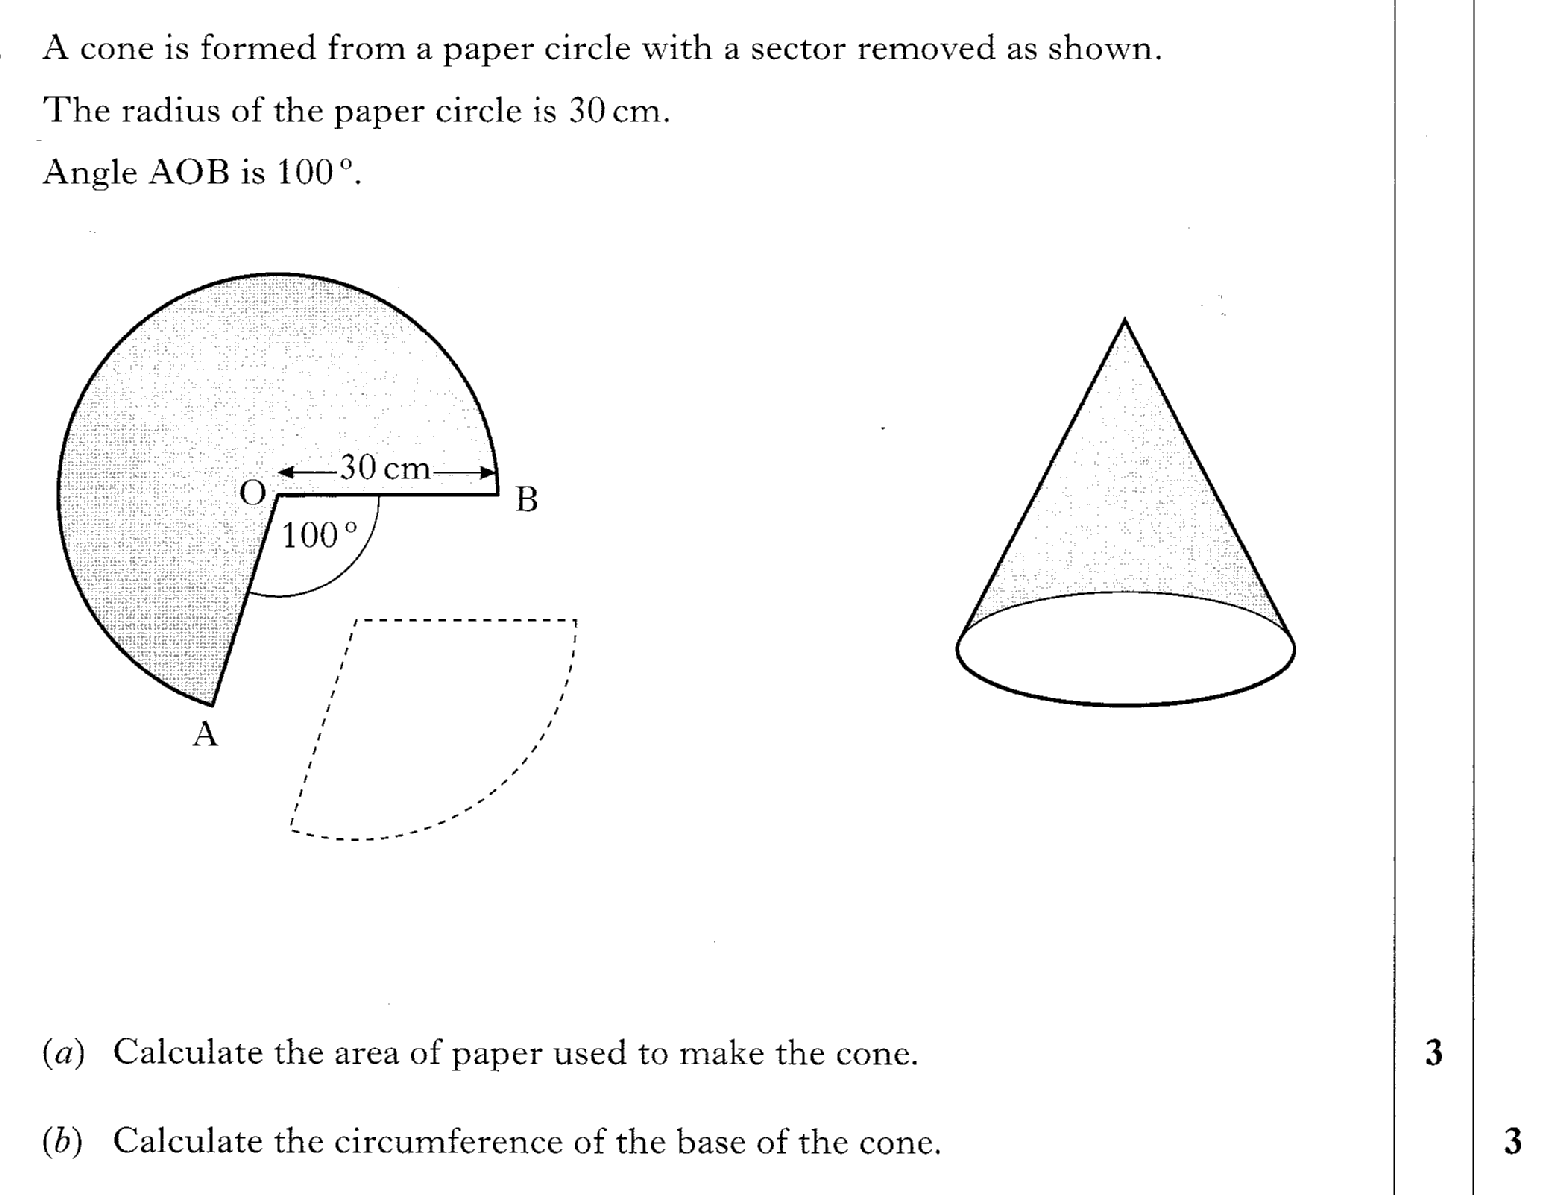 A cone is formed from a paper circle with a sector removed as shown.
The radius of the paper circle is 30 cm.
Angle AOB is 100°.
30 cm
O
B
100°
A
(a) Calculate the area of paper used to make the cone. 3
(b) Calculate the circumference of the base of the cone. 3